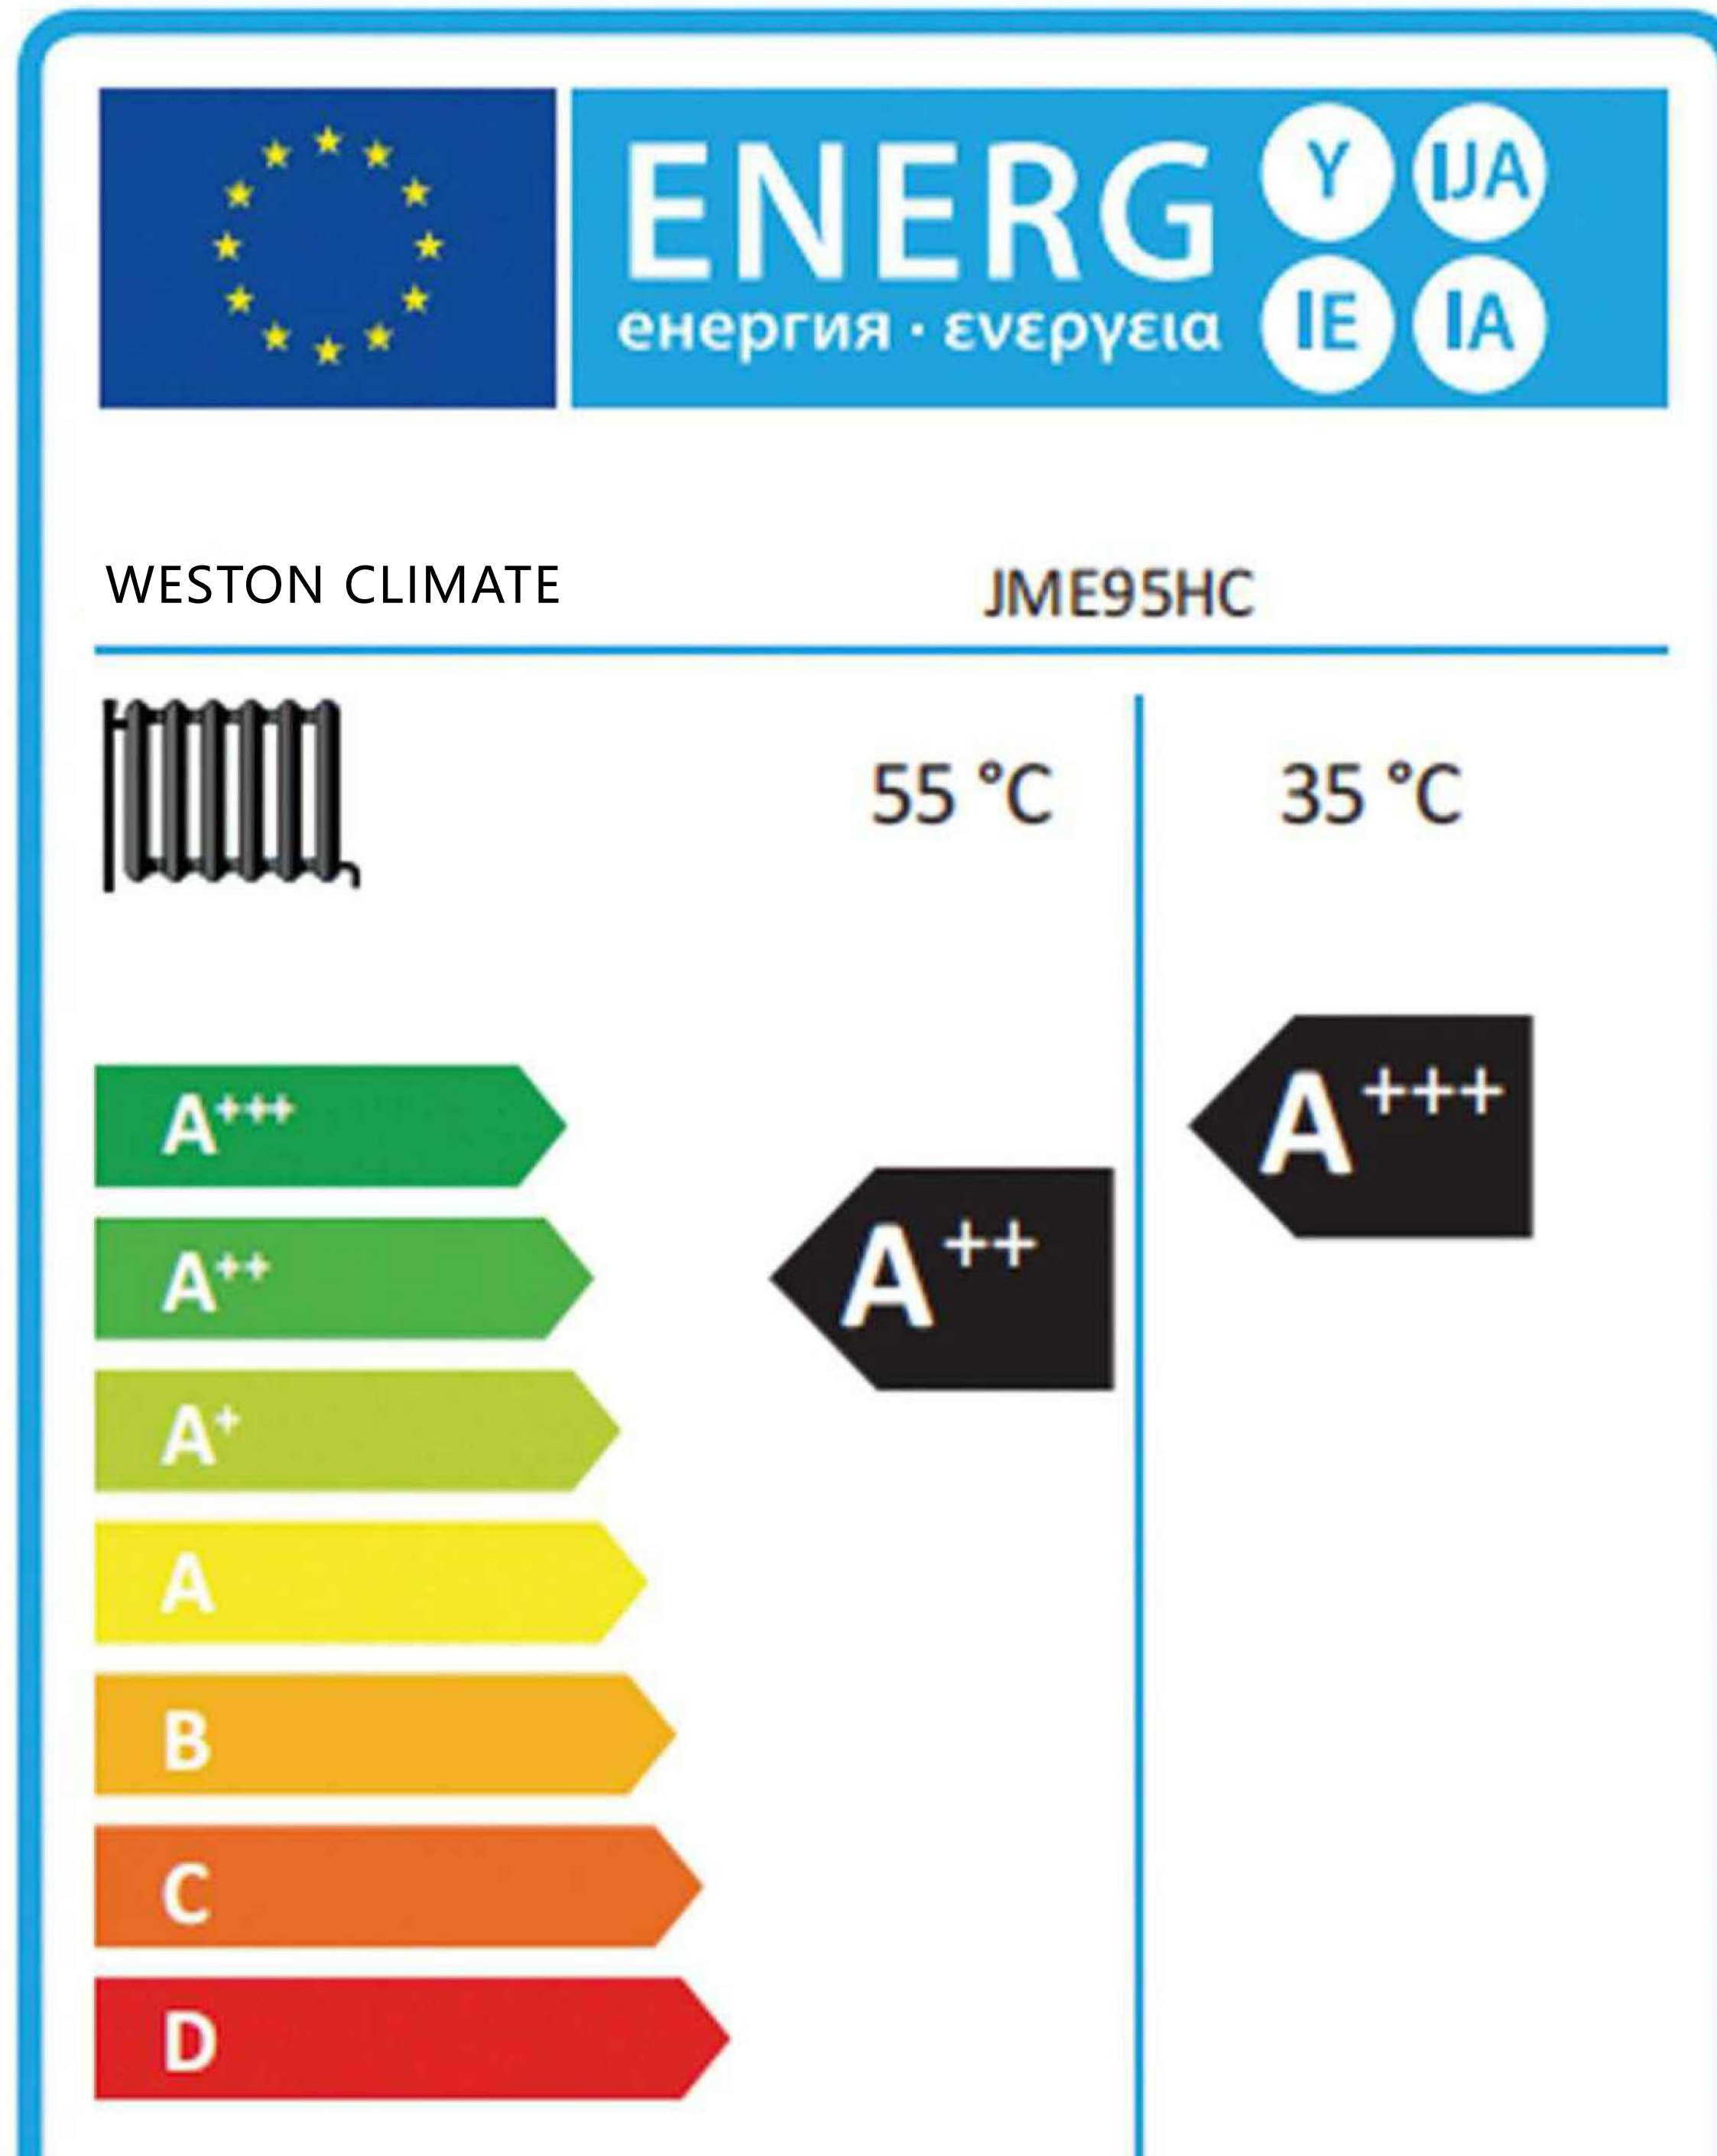 ENERG Y IJA
енергия · ενεργεια IE IA
WESTON CLIMATE JME95HC
55 °C 35 °C
A+++ A+++
A++ A++
A+
A
B
C
D